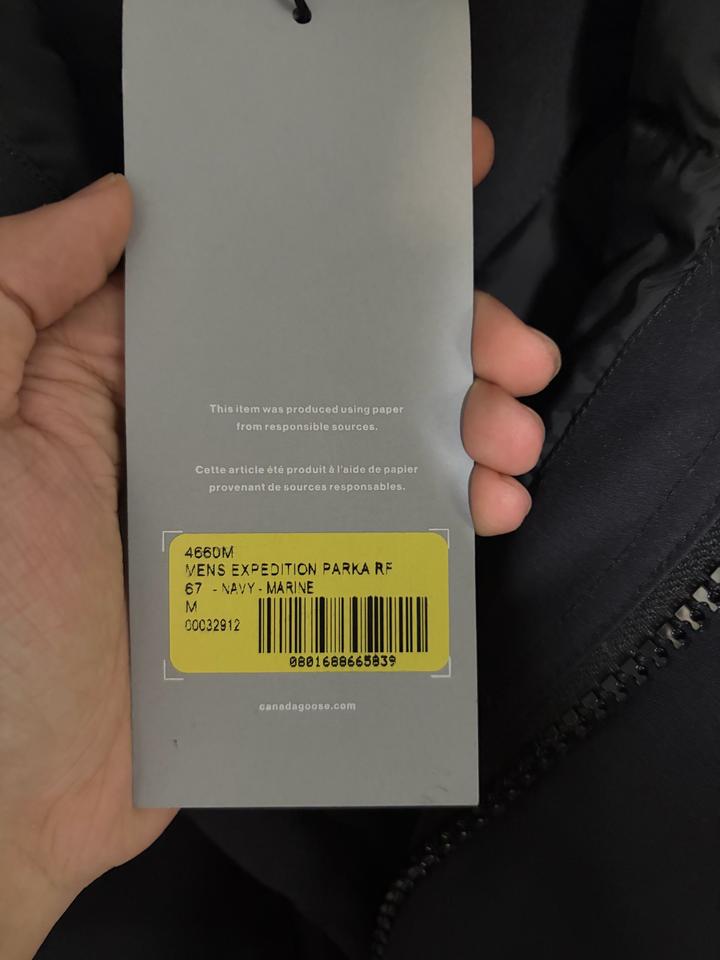 This item was produced using paper
from responsible sources.
Cette article été produit à l'aide de papier
provenant de sources responsables.
4660M
MENS EXPEDITION PARKA RF
67 - NAVY - MARINE
M
00032912
0801688665839
canadagoose.com